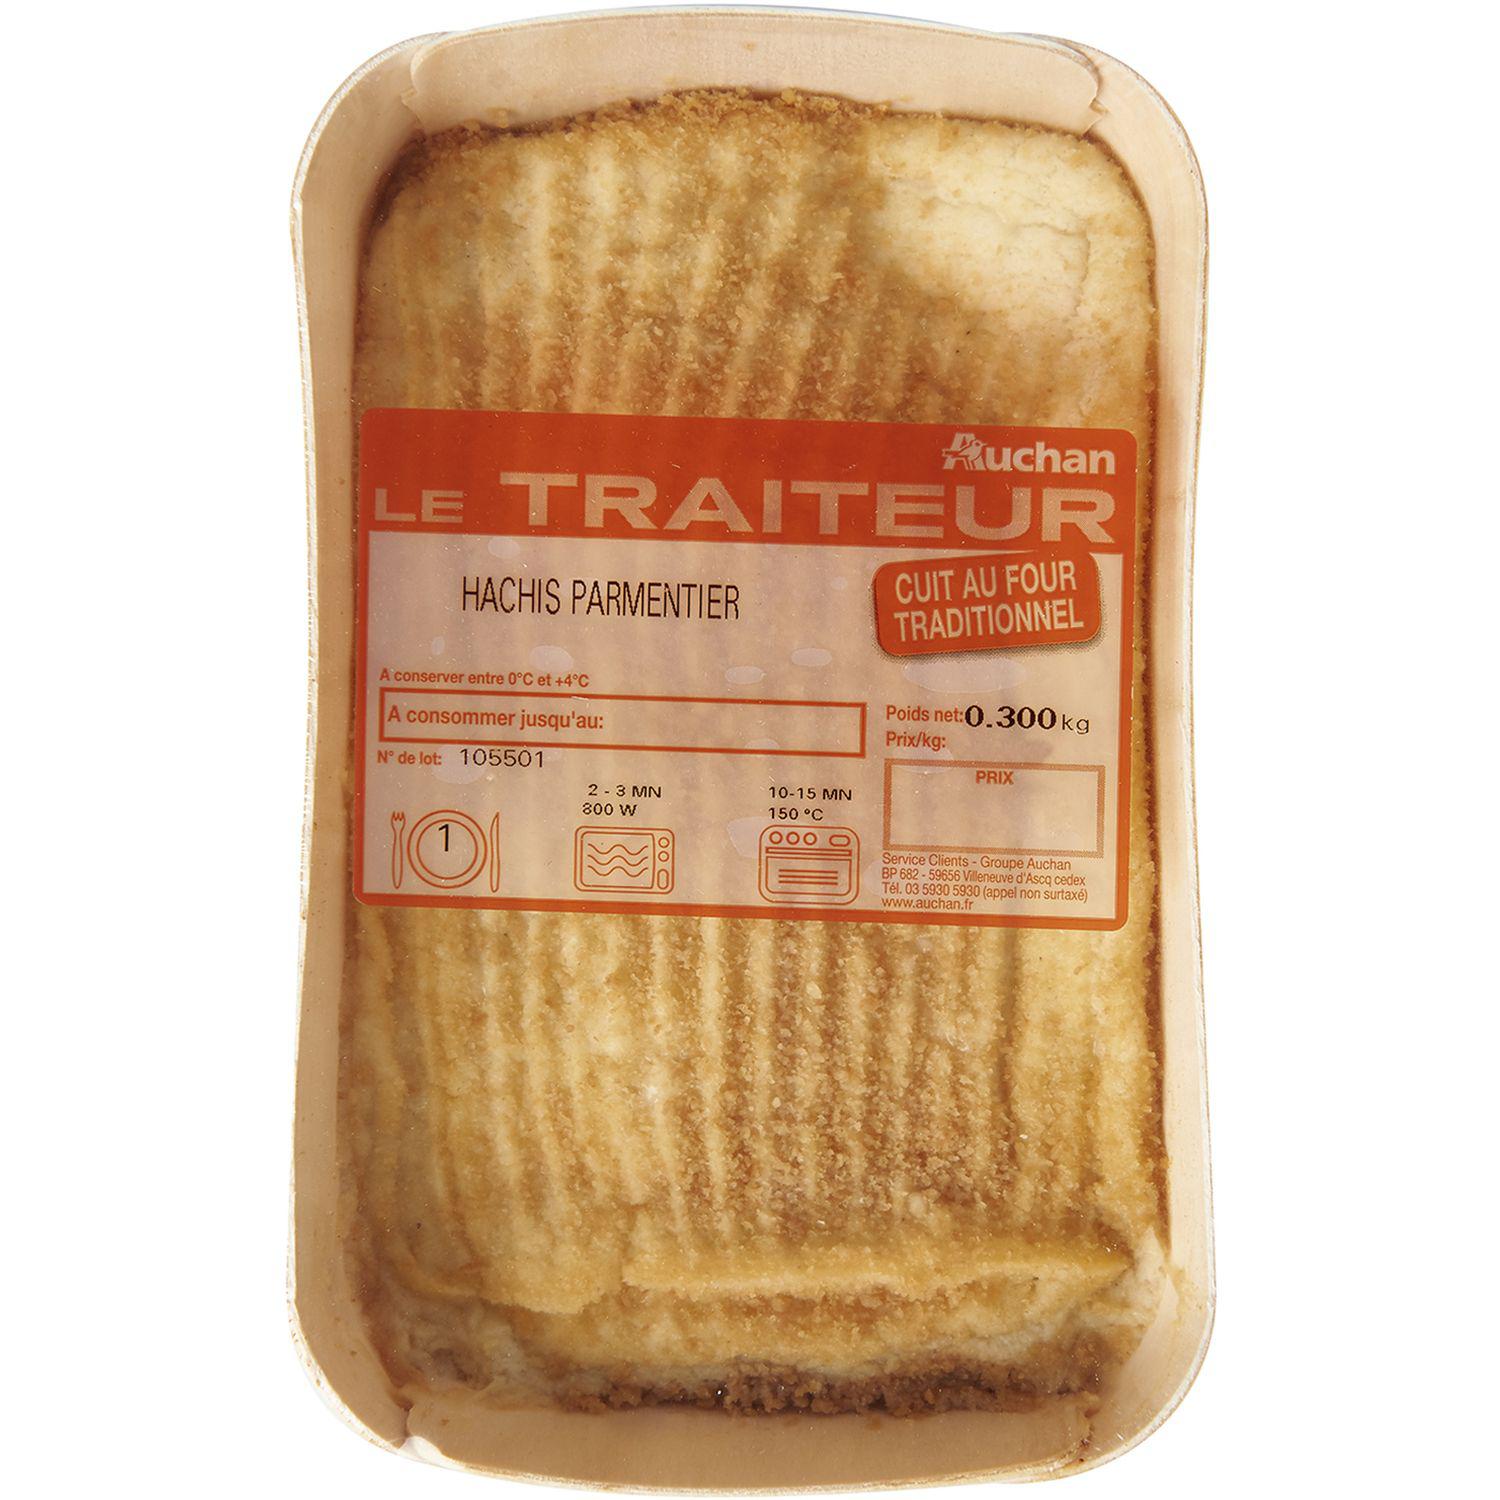 Auchan
LE TRAITEUR
HACHIS PARMENTIER
CUIT AU FOUR
TRADITIONNEL
A conserver entre 0°C et +4°C
A consommer jusqu'au:
N° de lot: 105501
Poids net: 0.300 kg
Prix/kg:
PRIX
1
2 - 3 MN
800 W
10-15 MN
150 °C
Service Clients - Groupe Auchan
BP 682 - 59656 Villeneuve d'Ascq cedex
Tél. 03 5930 5930 (appel non surtaxé)
www.auchan.fr